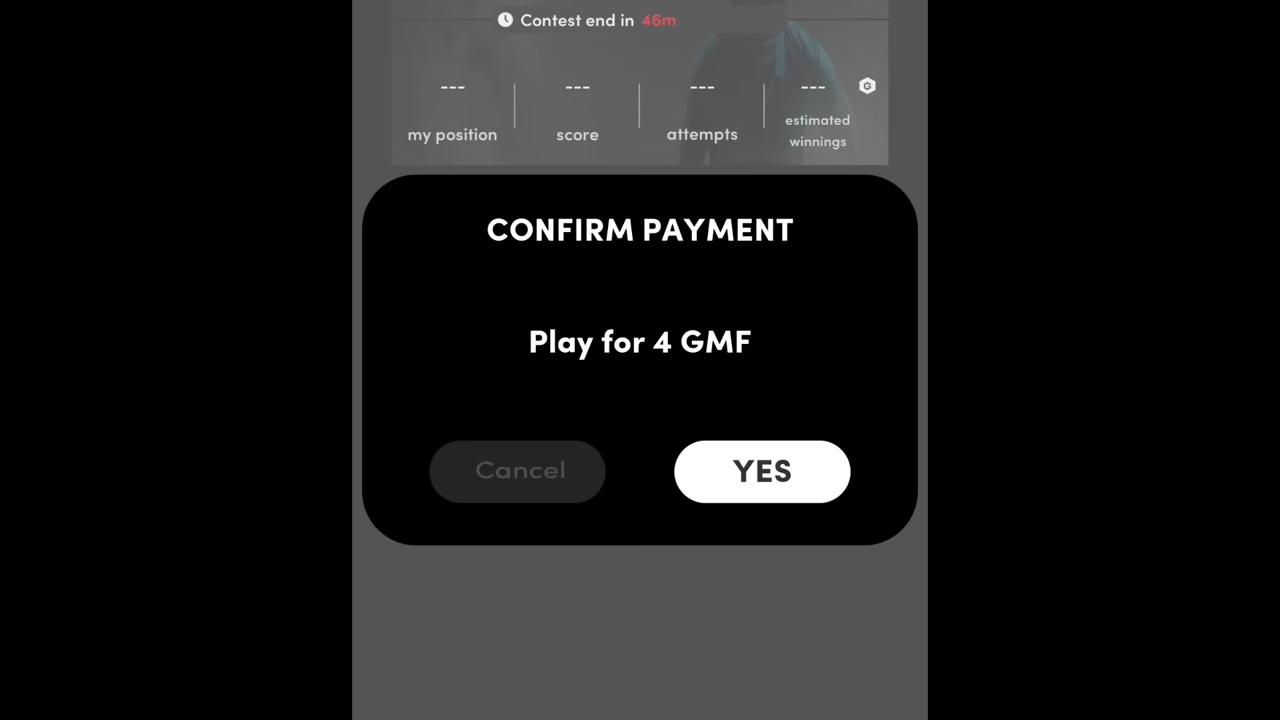 Contest end in 46m
--- --- --- --- G
my position score attempts estimated winnings
CONFIRM PAYMENT
Play for 4 GMF
Cancel YES